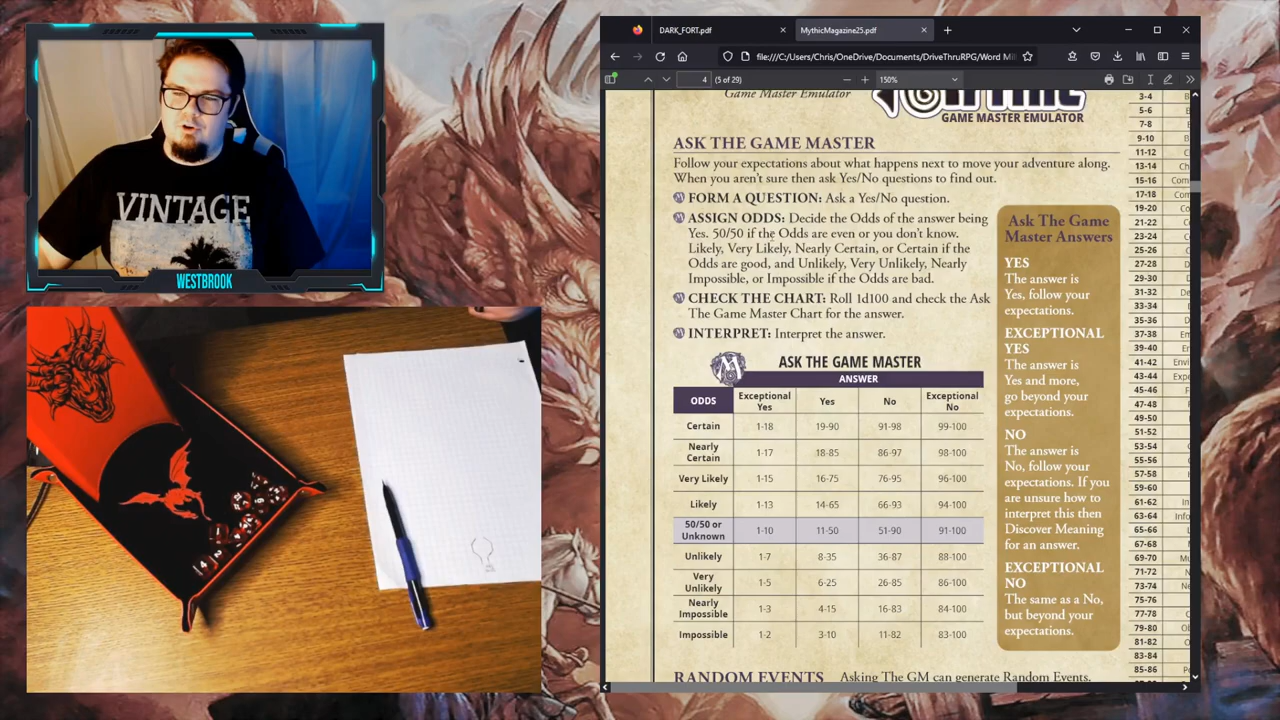 VINTAGE
WESTBROOK
DARK_FORT.pdf
MythicMagazine25.pdf
file:///C:/Users/Chris/OneDrive/Documents/DriveThruRPG/Word Mi
4
(5 of 29)
150%
Game Master Emulator
GAME MASTER EMULATOR
ASK THE GAME MASTER
Follow your expectations about what happens next to move your adventure along.
When you aren't sure then ask Yes/No questions to find out.
FORM A QUESTION: Ask a Yes/No question.
ASSIGN ODDS: Decide the Odds of the answer being
Yes. 50/50 if the Odds are even or you don't know.
Likely, Very Likely, Nearly Certain, or Certain if the
Odds are good, and Unlikely, Very Unlikely, Nearly
Impossible, or Impossible if the Odds are bad.
CHECK THE CHART: Roll 1d100 and check the Ask
The Game Master Chart for the answer.
INTERPRET: Interpret the answer.
ASK THE GAME MASTER
ANSWER
ODDS Exceptional Yes Yes No Exceptional No
Certain 1-18 19-90 91-98 99-100
Nearly Certain 1-17 18-85 86-97 98-100
Very Likely 1-15 16-75 76-95 96-100
Likely 1-13 14-65 66-93 94-100
50/50 or Unknown 1-10 11-50 51-90 91-100
Unlikely 1-7 8-35 36-87 88-100
Very Unlikely 1-5 6-25 26-85 86-100
Nearly Impossible 1-3 4-15 16-83 84-100
Impossible 1-2 3-10 11-82 83-100
RANDOM EVENTS Asking The GM can generate Random Events.
Ask The Game
Master Answers
YES
The answer is
Yes, follow your
expectations.
EXCEPTIONAL
YES
The answer is
Yes and more,
go beyond your
expectations.
NO
The answer is
No, follow your
expectations. If you
are unsure how to
interpret this then
Discover Meaning
for an answer.
EXCEPTIONAL
NO
The same as a No,
but beyond your
expectations.
3-4
5-6
7-8
9-10
11-12
13-14
15-16
17-18
19-20
21-22
23-24
25-26
27-28
29-30
31-32
33-34
35-36
37-38
39-40
41-42
43-44
45-46
47-48
49-50
51-52
53-54
55-56
57-58
59-60
61-62
63-64
65-66
67-68
69-70
71-72
73-74
75-76
77-78
79-80
81-82
83-84
85-86